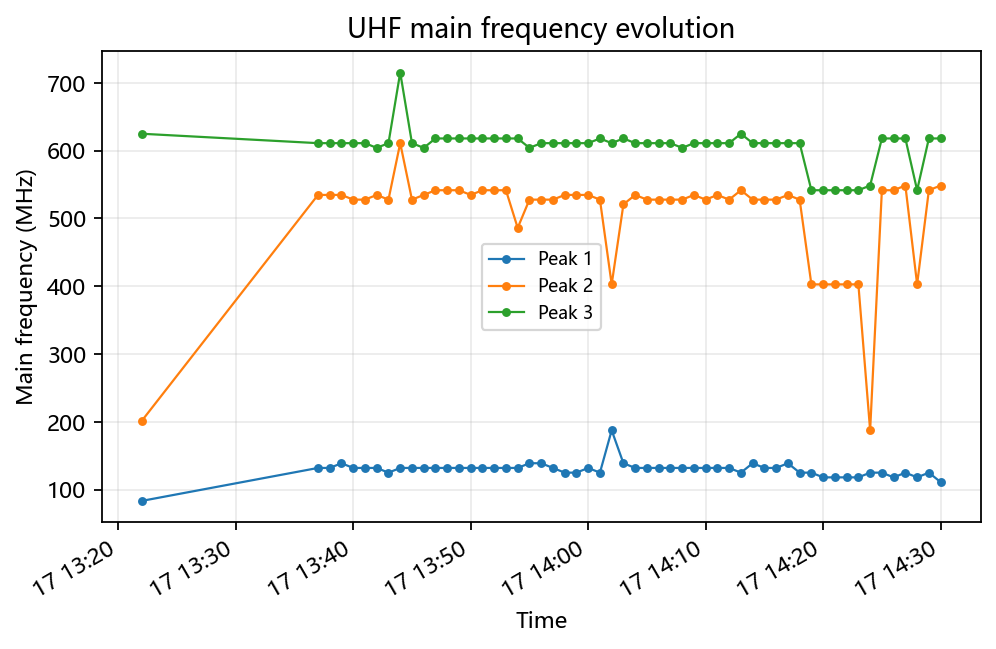 UHF main frequency evolution
Main frequency (MHz)
700
600
500
400
300
200
100
Peak 1
Peak 2
Peak 3
17 13:20
17 13:30
17 13:40
17 13:50
17 14:00
17 14:10
17 14:20
17 14:30
Time